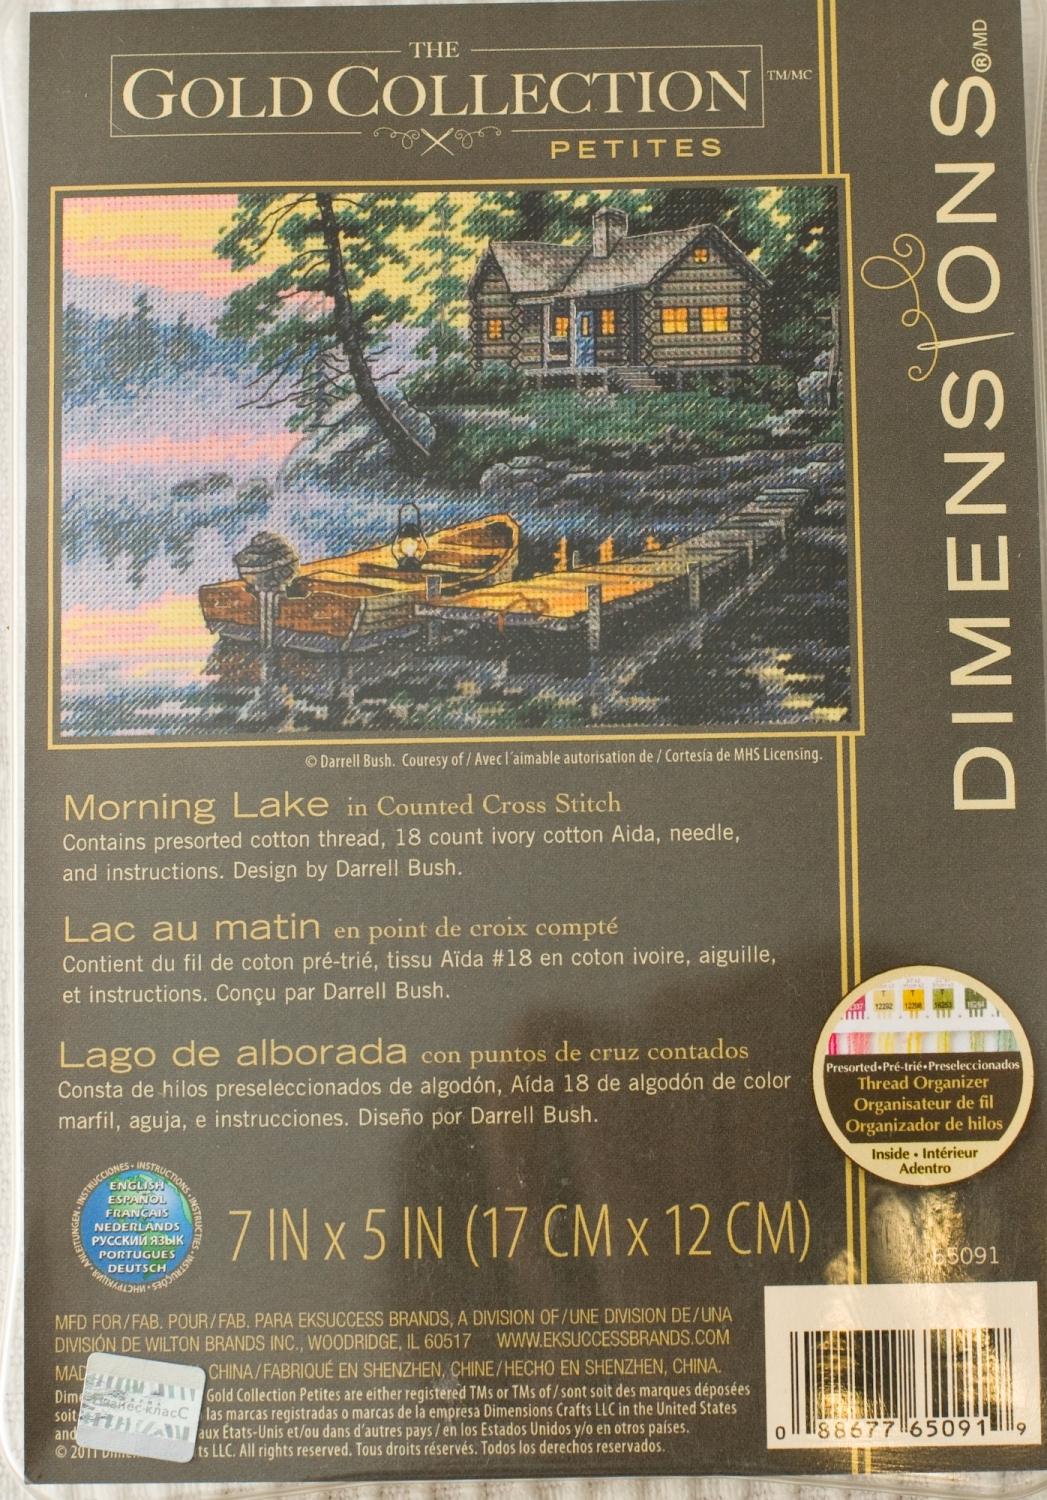 THE
GOLD COLLECTION TM/MC
PETITES
DIMENSIONS®/MD
© Darrell Bush. Couresy of / Avec l'aimable autorisation de / Cortesía de MHS Licensing.
Morning Lake in Counted Cross Stitch
Contains presorted cotton thread, 18 count ivory cotton Aida, needle,
and instructions. Design by Darrell Bush.
Lac au matin en point de croix compté
Contient du fil de coton pré-trié, tissu Aïda #18 en coton ivoire, aiguille,
et instructions. Conçu par Darrell Bush.
Lago de alborada con puntos de cruz contados
Consta de hilos preseleccionados de algodón, Aída 18 de algodón de color
marfil, aguja, e instrucciones. Diseño por Darrell Bush.
T T
12292 16253
Presorted•Pré-trié•Preseleccionados
Thread Organizer
Organisateur de fil
Organizador de hilos
Inside • Intérieur
Adentro
INSTRUCCIONES • INSTRUCTIONS • INSTRUCTIES • INSTRUÇÕES • ИНСТРУКЦИЯ • ANLEITUNGEN •
ENGLISH
ESPAÑOL
FRANÇAIS
NEDERLANDS
РУССКИЙ ЯЗЫК
PORTUGUES
DEUTSCH
7 IN x 5 IN (17 CM x 12 CM)
65091
MFD FOR/FAB. POUR/FAB. PARA EKSUCCESS BRANDS, A DIVISION OF/UNE DIVISION DE/UNA
DIVISIÓN DE WILTON BRANDS INC., WOODRIDGE, IL 60517 WWW.EKSUCCESSBRANDS.COM
CHINA/FABRIQUÉ EN SHENZHEN, CHINE/HECHO EN SHENZHEN, CHINA.
Gold Collection Petites are either registered TMs or TMs of / sont soit des marques déposées
soit las marcas registradas o marcas de la empresa Dimensions Crafts LLC in the United States
and aux États-Unis et/ou dans d'autres pays / en los Estados Unidos y/o en otros países.
© 2011 LLC. All rights reserved. Tous droits réservés. Todos los derechos reservados.
0 88677 65091 9